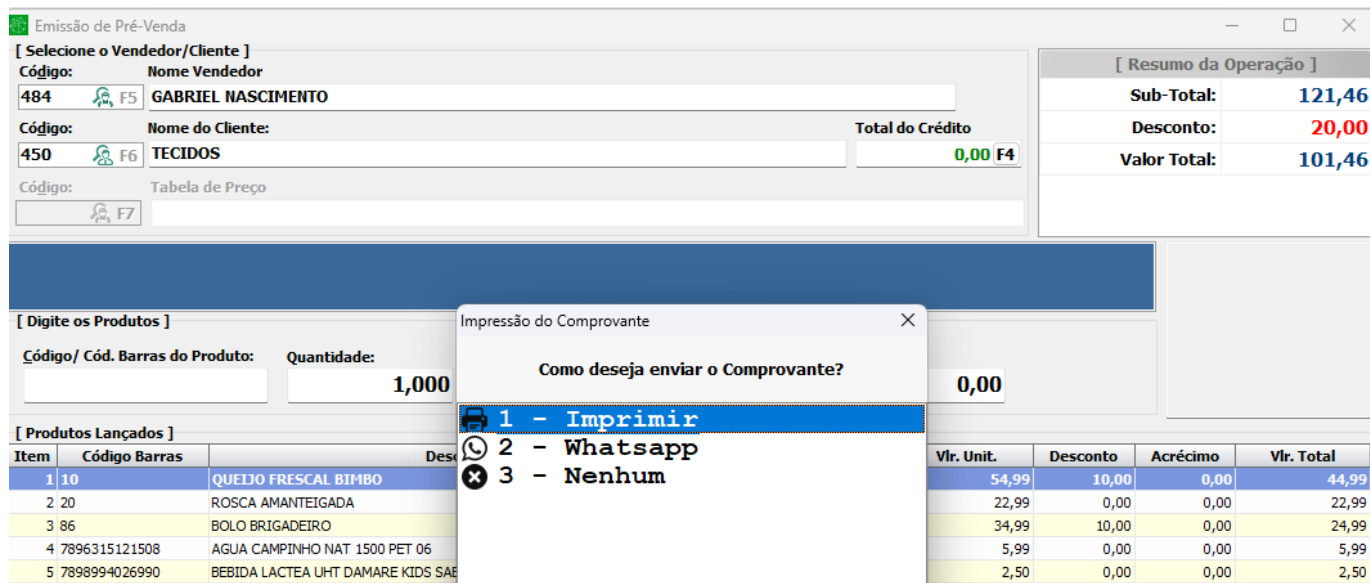 Emissão de Pré-Venda
[ Selecione o Vendedor/Cliente ]
Código: Nome Vendedor
484 F5 GABRIEL NASCIMENTO
Código: Nome do Cliente: Total do Crédito
450 F6 TECIDOS 0,00 F4
Código: Tabela de Preço
F7
[ Resumo da Operação ]
Sub-Total: 121,46
Desconto: 20,00
Valor Total: 101,46
[ Digite os Produtos ]
Código/ Cód. Barras do Produto: Quantidade:
1,000 0,00
Impressão do Comprovante
Como deseja enviar o Comprovante?
1 - Imprimir
2 - Whatsapp
3 - Nenhum
[ Produtos Lançados ]
Item Código Barras Vlr. Unit. Desconto Acrécimo Vlr. Total
1 10 QUEIJO FRESCAL BIMBO 54,99 10,00 0,00 44,99
2 20 ROSCA AMANTEIGADA 22,99 0,00 0,00 22,99
3 86 BOLO BRIGADEIRO 34,99 10,00 0,00 24,99
4 7896315121508 AGUA CAMPINHO NAT 1500 PET 06 5,99 0,00 0,00 5,99
5 7898994026990 BEBIDA LACTEA UHT DAMARE KIDS 2,50 0,00 0,00 2,50